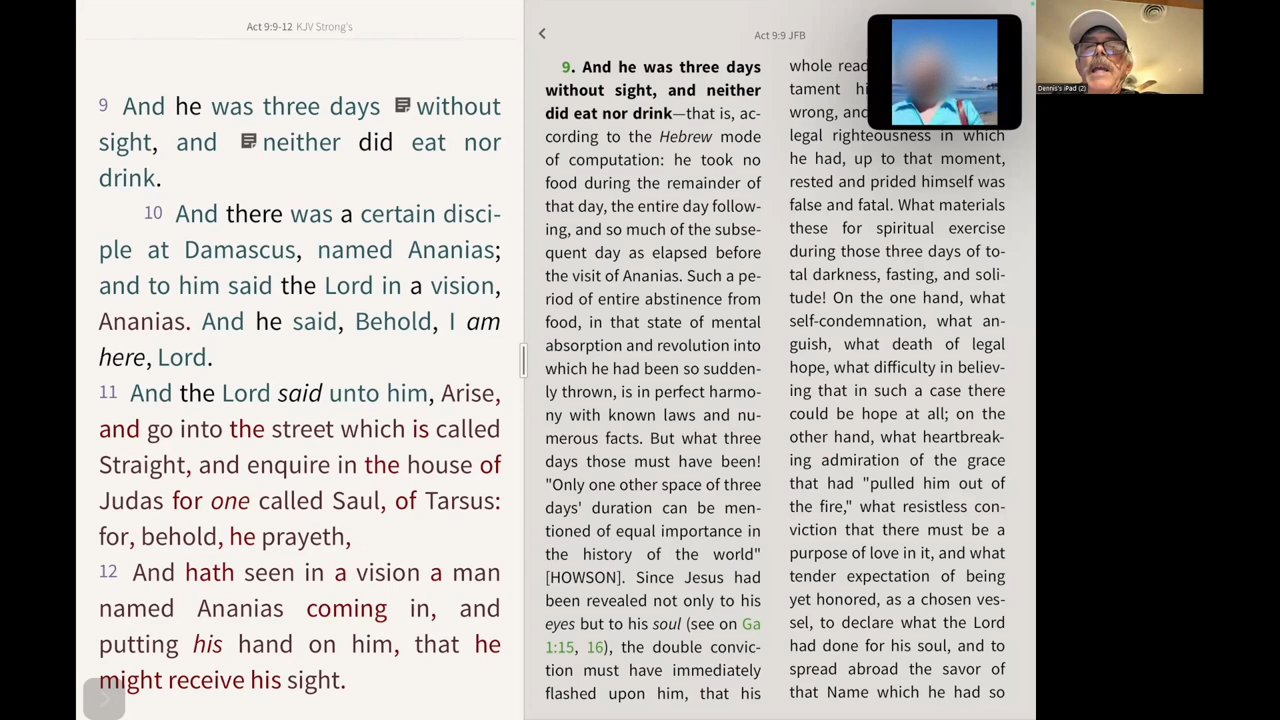 Act 9:9-12 KJV Strong's
9 And he was three days without
sight, and neither did eat nor
drink.
10 And there was a certain disci-
ple at Damascus, named Ananias;
and to him said the Lord in a vision,
Ananias. And he said, Behold, I am
here, Lord.
11 And the Lord said unto him, Arise,
and go into the street which is called
Straight, and enquire in the house of
Judas for one called Saul, of Tarsus:
for, behold, he prayeth,
12 And hath seen in a vision a man
named Ananias coming in, and
putting his hand on him, that he
might receive his sight.
Act 9:9 JFB
9. And he was three days
without sight, and neither
did eat nor drink—that is, ac-
cording to the Hebrew mode
of computation: he took no
food during the remainder of
that day, the entire day follow-
ing, and so much of the subse-
quent day as elapsed before
the visit of Ananias. Such a pe-
riod of entire abstinence from
food, in that state of mental
absorption and revolution into
which he had been so sudden-
ly thrown, is in perfect harmo-
ny with known laws and nu-
merous facts. But what three
days those must have been!
"Only one other space of three
days' duration can be men-
tioned of equal importance in
the history of the world"
[HOWSON]. Since Jesus had
been revealed not only to his
eyes but to his soul (see on Ga
1:15, 16), the double convic-
tion must have immediately
flashed upon him, that his
whole read
tament hi
wrong, and
legal righteousness in which
he had, up to that moment,
rested and prided himself was
false and fatal. What materials
these for spiritual exercise
during those three days of to-
tal darkness, fasting, and soli-
tude! On the one hand, what
self-condemnation, what an-
guish, what death of legal
hope, what difficulty in believ-
ing that in such a case there
could be hope at all; on the
other hand, what heartbreak-
ing admiration of the grace
that had "pulled him out of
the fire," what resistless con-
viction that there must be a
purpose of love in it, and what
tender expectation of being
yet honored, as a chosen ves-
sel, to declare what the Lord
had done for his soul, and to
spread abroad the savor of
that Name which he had so
Dennis's iPad (2)